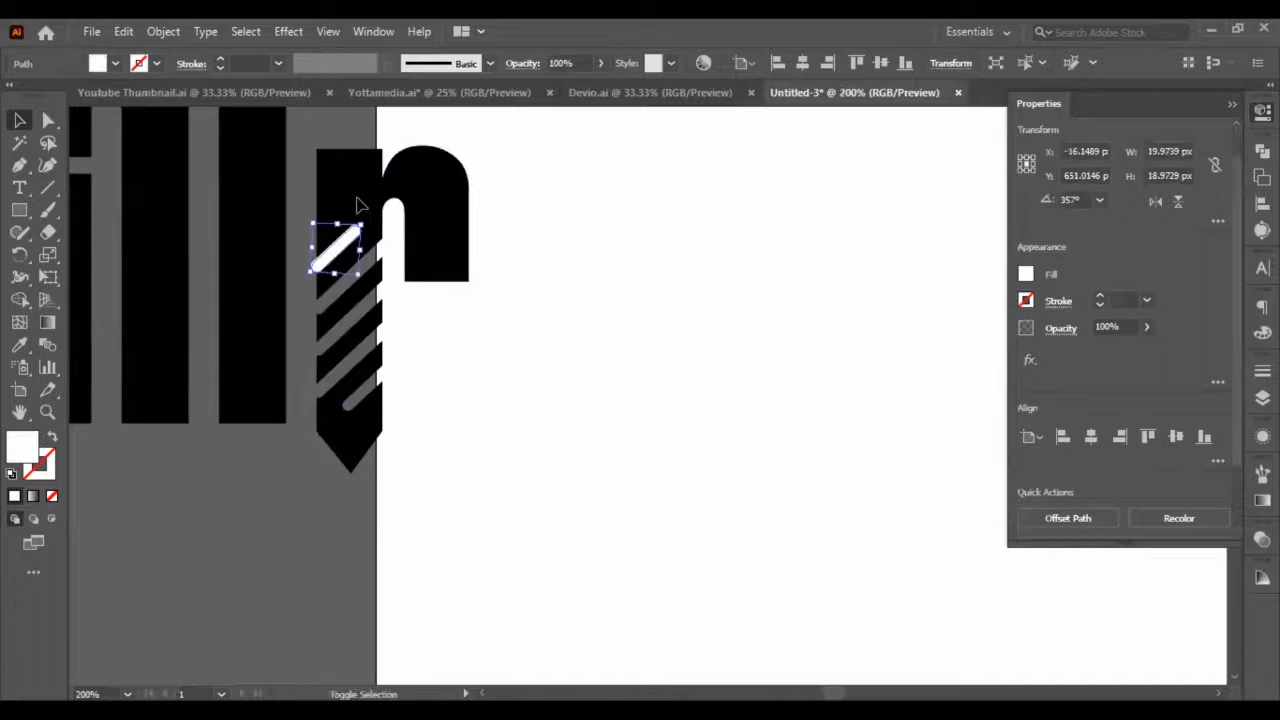 Ai File Edit Object Type Select Effect View Window Help Essentials Search Adobe Stock
Path Stroke: Basic Opacity: 100% Style: Transform
Youtube Thumbnail.ai @ 33.33% (RGB/Preview) × Yottamedia.ai* @ 25% (RGB/Preview) × Devio.ai @ 33.33% (RGB/Preview) × Untitled-3* @ 200% (RGB/Preview) ×
Properties
Transform
X: -16.1489 p W: 19.9739 px
Y: 651.0146 p H: 18.9729 px
357°
Appearance
Fill
Stroke
Opacity 100%
fx.
Align
Quick Actions
Offset Path Recolor
200% 1 Toggle Selection